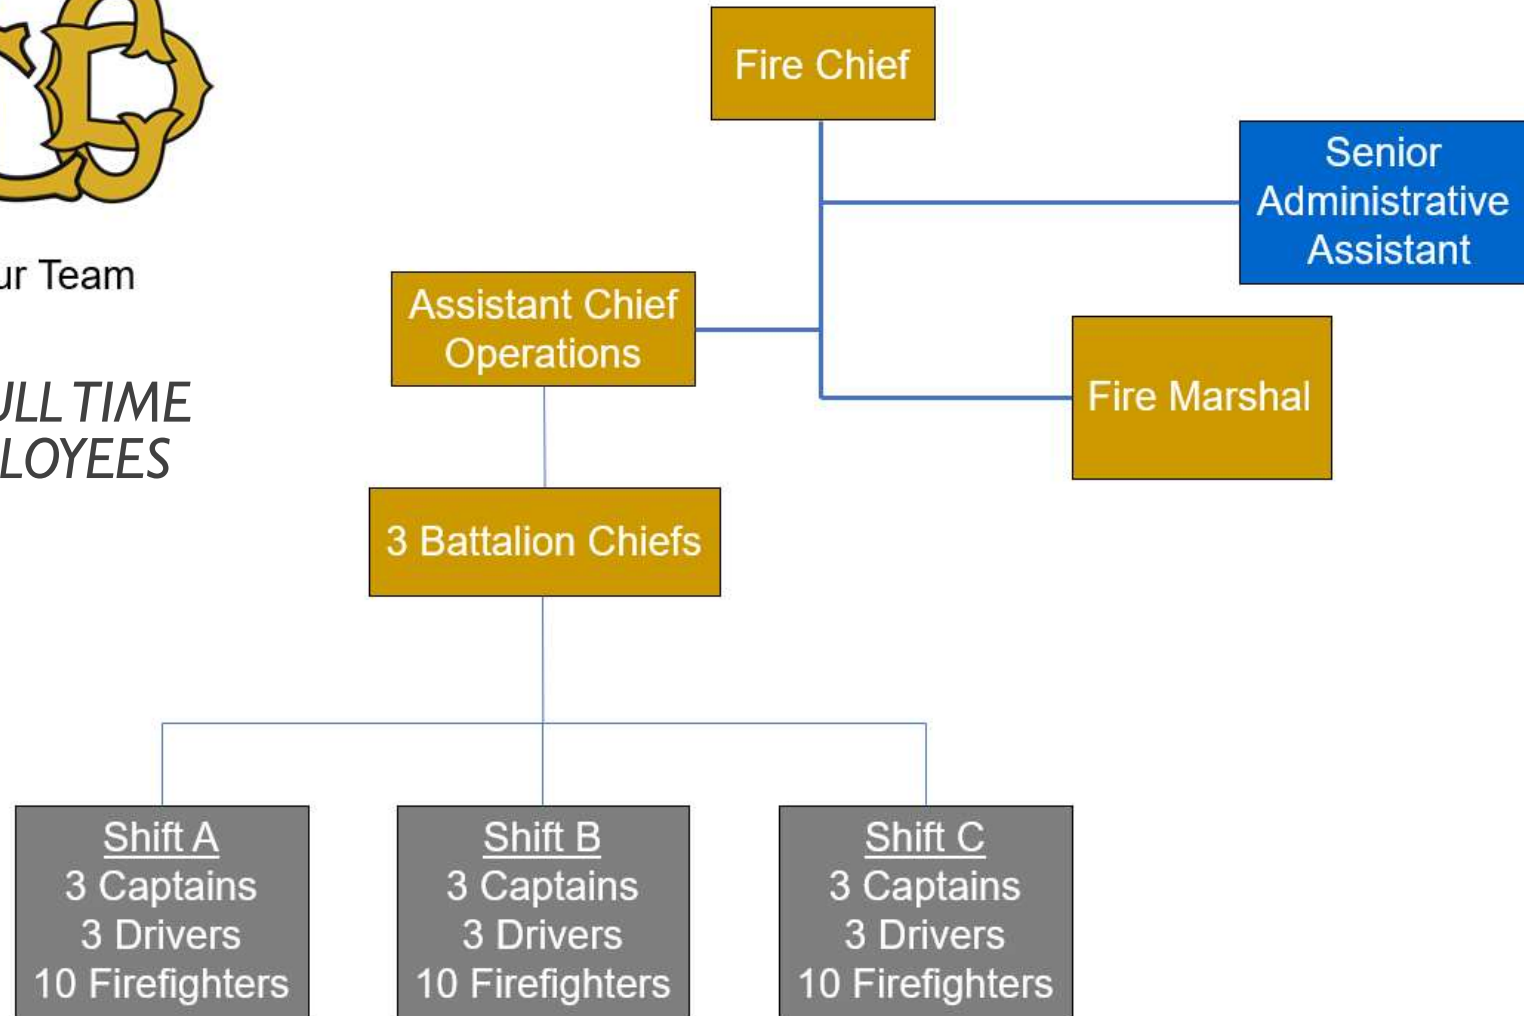 Fire Chief
Senior
Administrative
Assistant
ur Team
Assistant Chief
Operations
Fire Marshal
ULL TIME
LOYEES
3 Battalion Chiefs
Shift A
3 Captains
3 Drivers
10 Firefighters
Shift B
3 Captains
3 Drivers
10 Firefighters
Shift C
3 Captains
3 Drivers
10 Firefighters